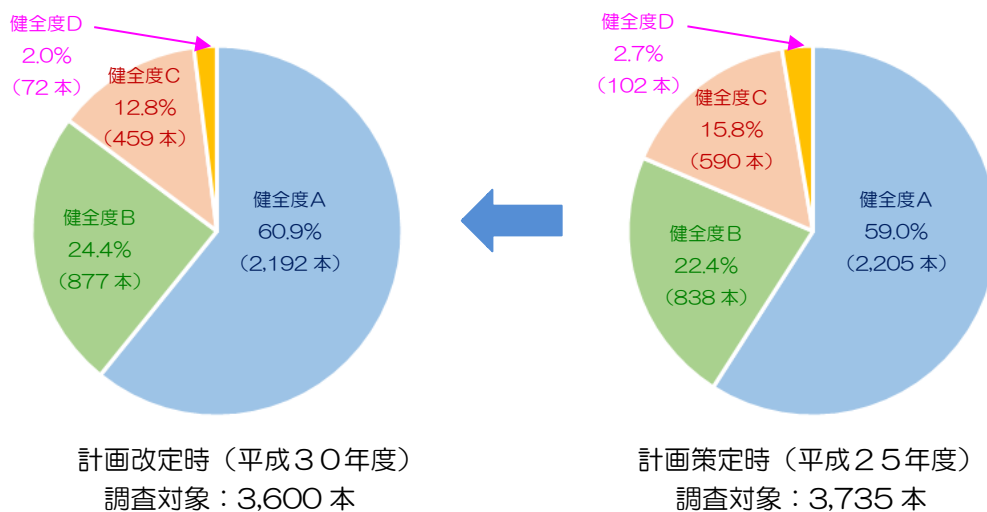 健全度D
2.0%
(72 本)
健全度C
12.8%
(459 本)
健全度B
24.4%
(877 本)
健全度A
60.9%
(2,192 本)
計画改定時（平成３０年度）
調査対象：3,600 本
健全度D
2.7%
(102 本)
健全度C
15.8%
(590 本)
健全度B
22.4%
(838 本)
健全度A
59.0%
(2,205 本)
計画策定時（平成２５年度）
調査対象：3,735 本